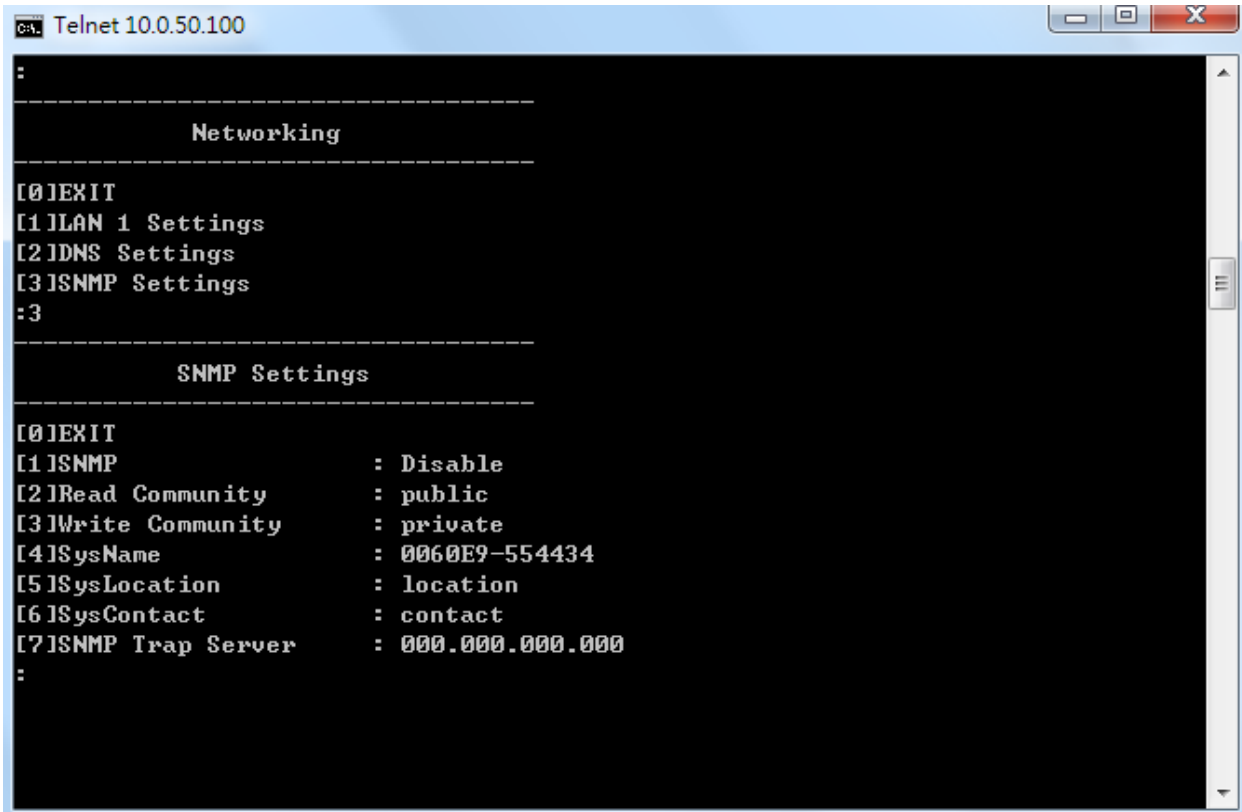 Telnet 10.0.50.100
:
-----------------------------------
Networking
-----------------------------------
[0]EXIT
[1]LAN 1 Settings
[2]DNS Settings
[3]SNMP Settings
:3
-----------------------------------
SNMP Settings
-----------------------------------
[0]EXIT
[1]SNMP : Disable
[2]Read Community : public
[3]Write Community : private
[4]SysName : 0060E9-554434
[5]SysLocation : location
[6]SysContact : contact
[7]SNMP Trap Server : 000.000.000.000
: